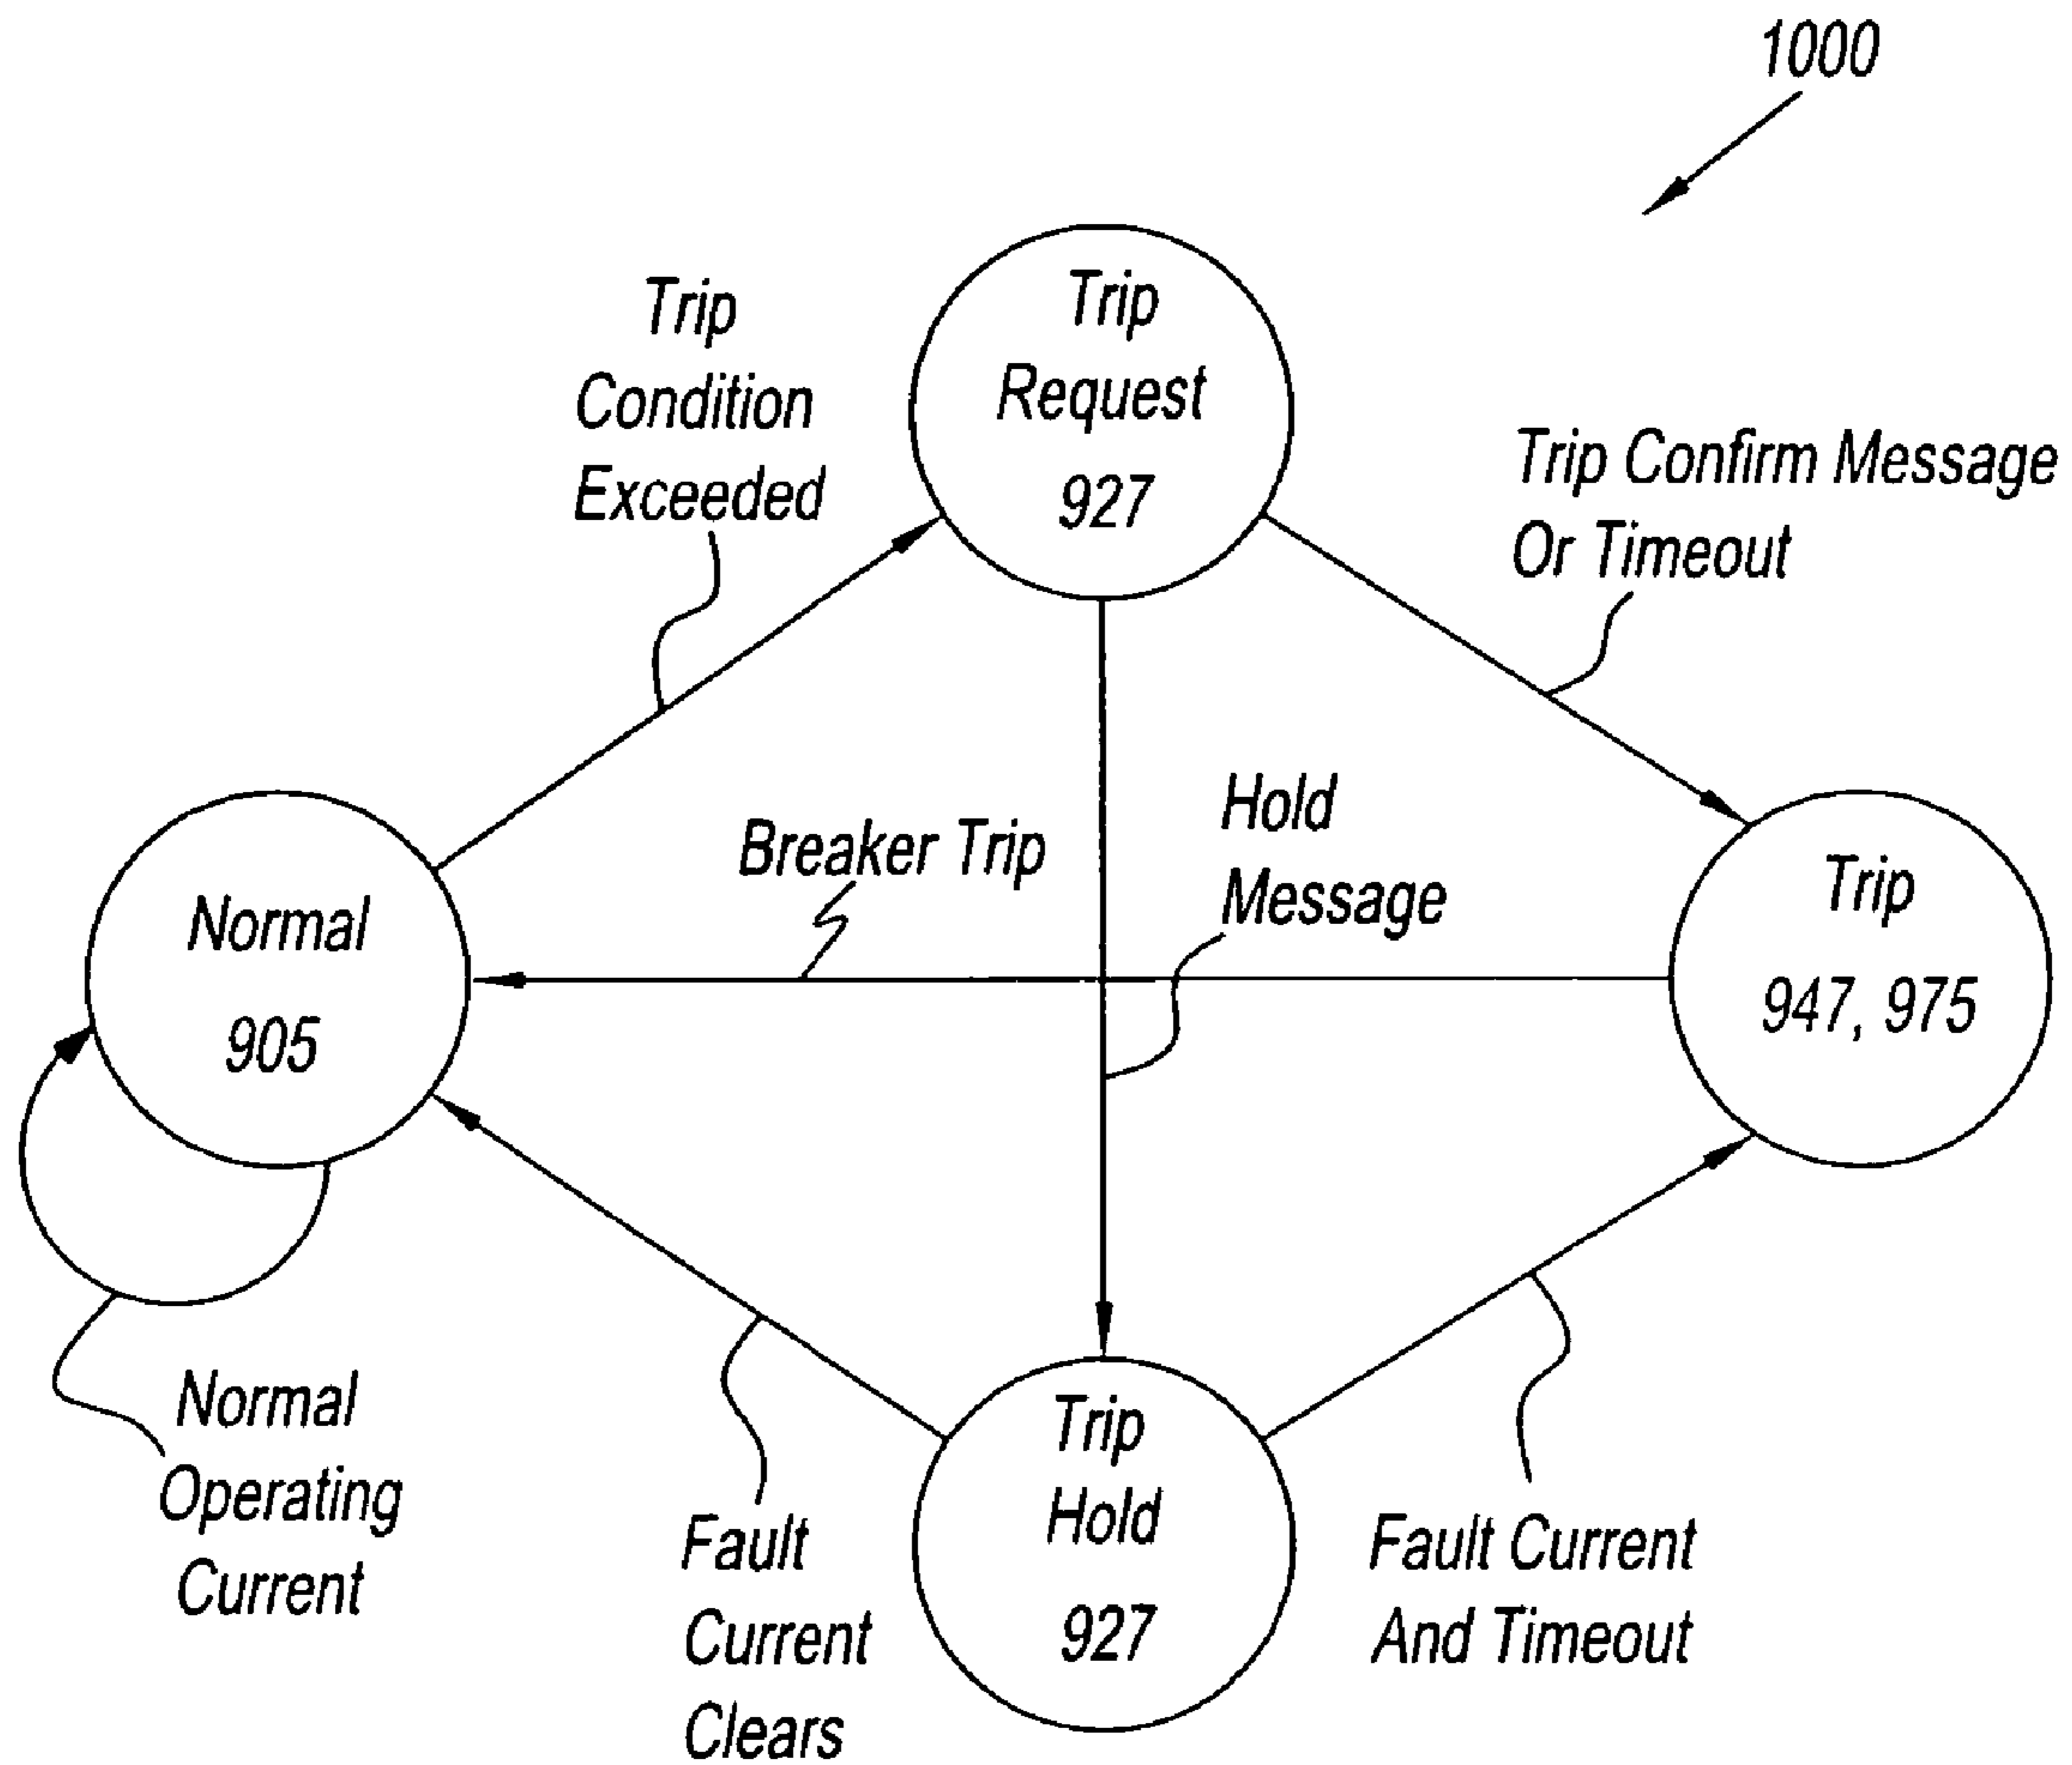 1000
Trip
Request
927
Trip
Condition
Exceeded
Trip Confirm Message
Or Timeout
Hold
Message
Breaker Trip
Normal
905
Trip
947, 975
Normal
Operating
Current
Fault
Current
Clears
Trip
Hold
927
Fault Current
And Timeout